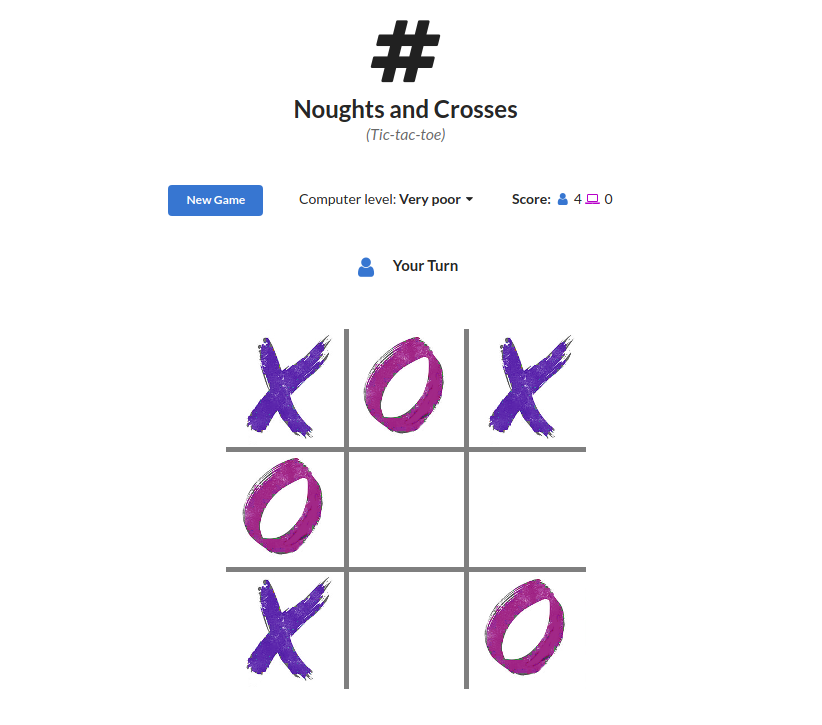 #
Noughts and Crosses
(Tic-tac-toe)
New Game Computer level: Very poor Score: 4 0
Your Turn
X O X
O
X O